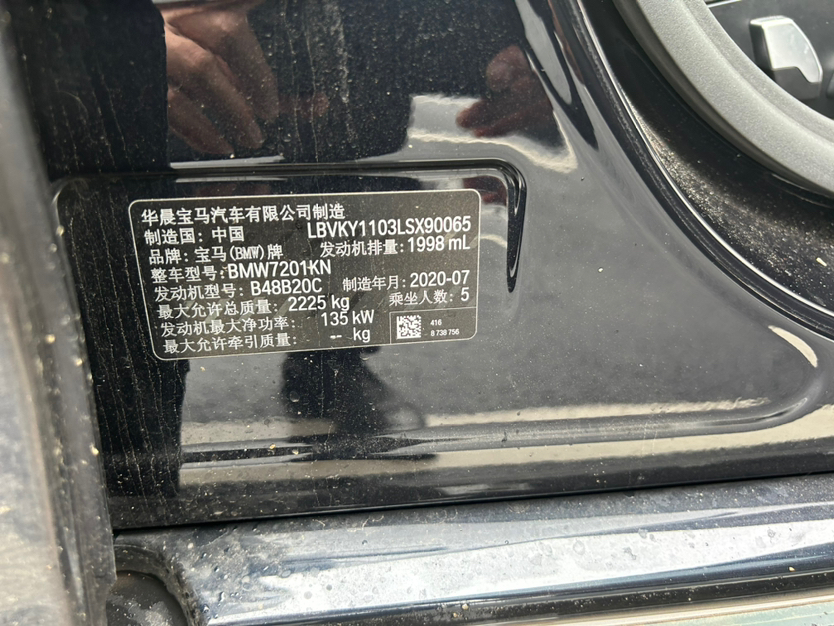 华晨宝马汽车有限公司制造
制造国：中国 LBVKY1103LSX90065
品牌：宝马(BMW)牌 发动机排量：1998 mL
整车型号：BMW7201KN
发动机型号：B48B20C 制造年月：2020-07
最大允许总质量：2225 kg 乘坐人数：5
发动机最大净功率：135 kW
最大允许牵引质量：-- kg
416
8 738 756